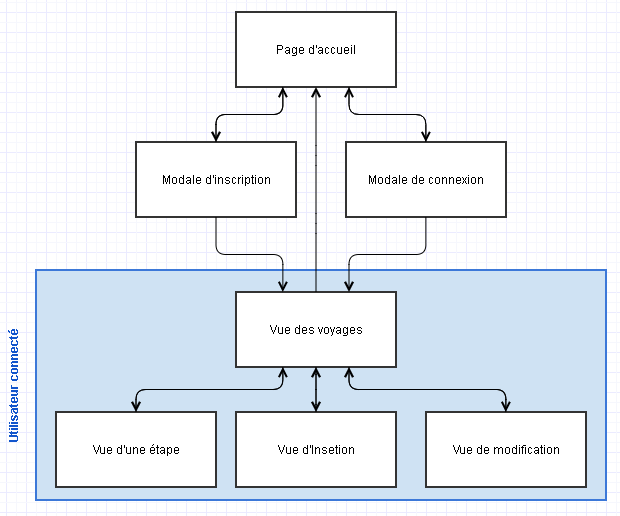 Page d'accueil
Modale d'inscription
Modale de connexion
Utilisateur connecté
Vue des voyages
Vue d'une étape
Vue d'Insetion
Vue de modification